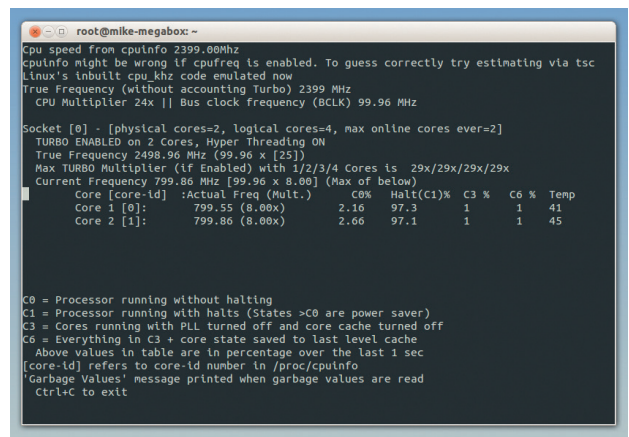 root@mike-megabox: ~
Cpu speed from cpuinfo 2399.00Mhz
cpuinfo might be wrong if cpufreq is enabled. To guess correctly try estimating via tsc
Linux's inbuilt cpu_khz code emulated now
True Frequency (without accounting Turbo) 2399 MHz
  CPU Multiplier 24x || Bus clock frequency (BCLK) 99.96 MHz

Socket [0] - [physical cores=2, logical cores=4, max online cores ever=2]
  TURBO ENABLED on 2 Cores, Hyper Threading ON
  True Frequency 2498.96 MHz (99.96 x [25])
  Max TURBO Multiplier (if Enabled) with 1/2/3/4 Cores is  29x/29x/29x/29x
  Current Frequency 799.86 MHz [99.96 x 8.00] (Max of below)
        Core [core-id]  :Actual Freq (Mult.)      C0%   Halt(C1)%  C3 %   C6 %  Temp
        Core 1 [0]:       799.55 (8.00x)        2.16    97.3       1       1    41
        Core 2 [1]:       799.86 (8.00x)        2.66    97.1       1       1    45

C0 = Processor running without halting
C1 = Processor running with halts (States >C0 are power saver)
C3 = Cores running with PLL turned off and core cache turned off
C6 = Everything in C3 + core state saved to last level cache
  Above values in table are in percentage over the last 1 sec
[core-id] refers to core-id number in /proc/cpuinfo
'Garbage Values' message printed when garbage values are read
  Ctrl+C to exit